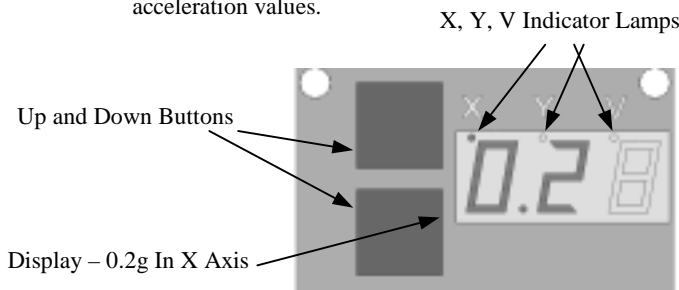 acceleration values.
X, Y, V Indicator Lamps
Up and Down Buttons
X Y V
0.2
Display – 0.2g In X Axis